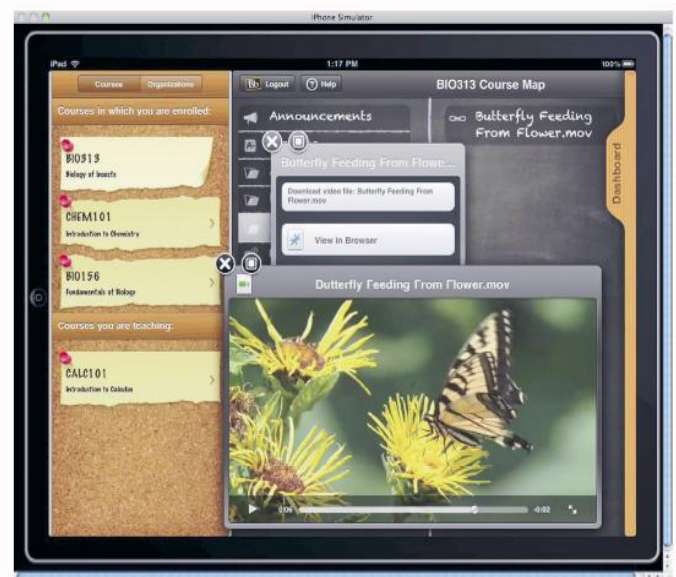 iPhone Simulator
iPad
1:17 PM
100%
Courses
Organizations
Bb Logout
? Help
BIO313 Course Map
Courses in which you are enrolled:
BIO313
Biology of Insects
CHEM101
Introduction to Chemistry
BIO156
Fundamentals of Biology
Courses you are teaching:
CALC101
Introduction to Calculus
Announcements
Butterfly Feeding
From Flower.mov
Dashboard
Butterfly Feeding From Flowe...
Download video file: Butterfly Feeding From
Flower.mov
View in Browser
Butterfly Feeding From Flower.mov
0:06
-0:02